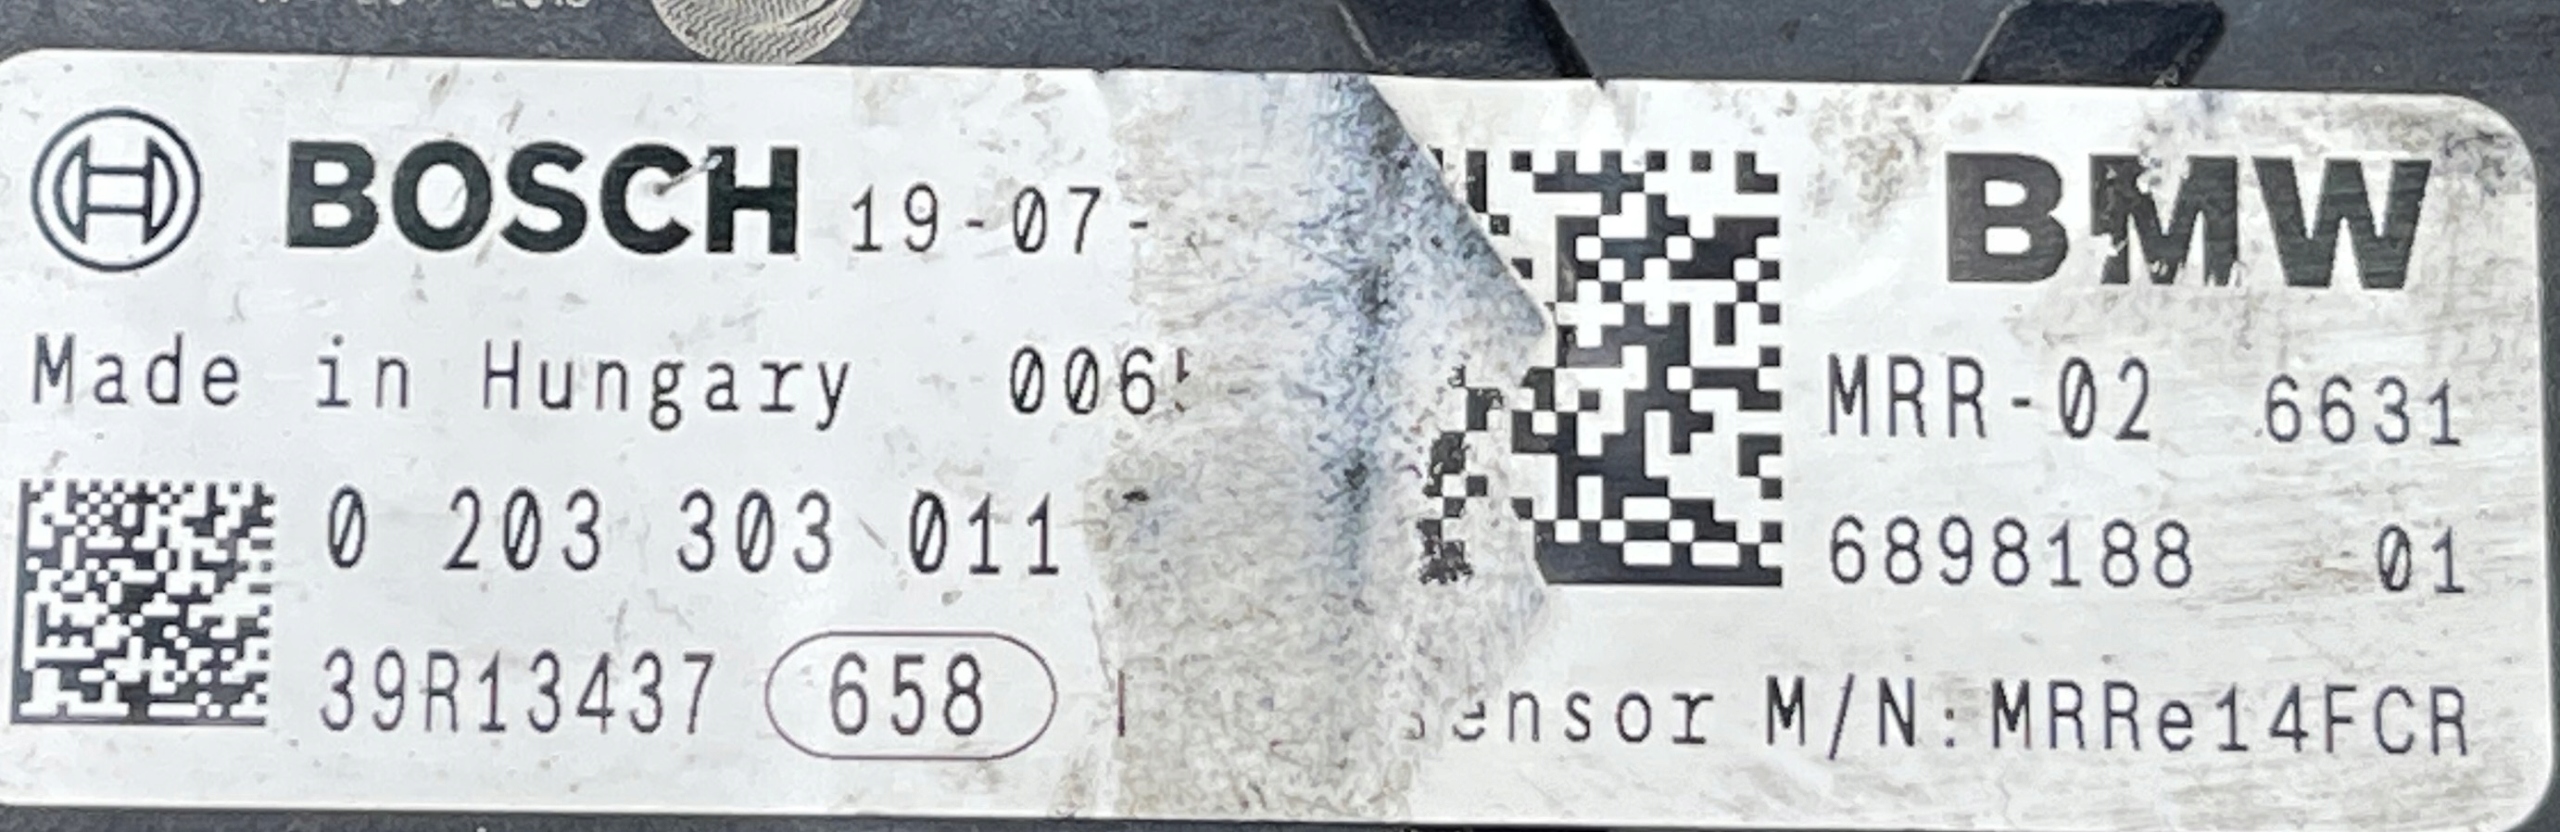 BOSCH 19-07-
Made in Hungary 006
0 203 303 011
39R13437 658
BMW
MRR-02 6631
6898188 01
sensor M/N:MRRe14FCR